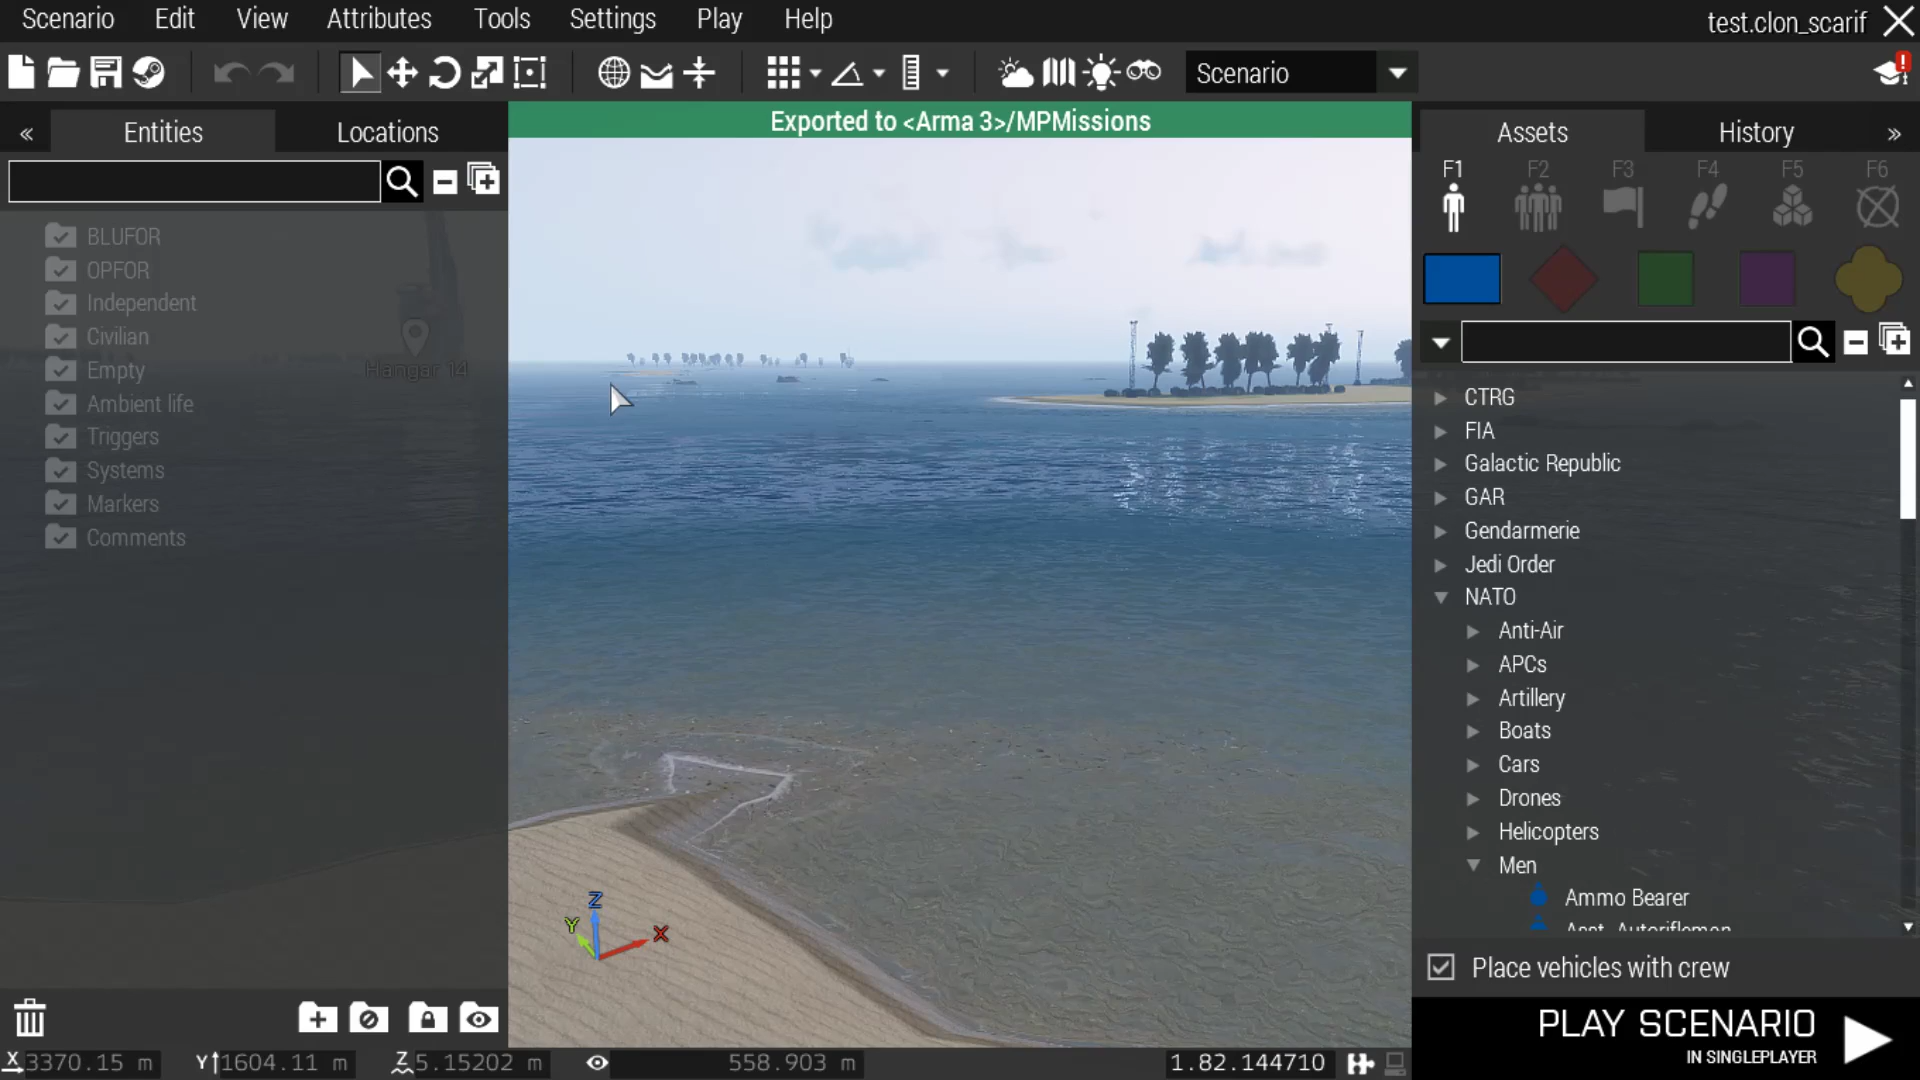 Scenario Edit View Attributes Tools Settings Play Help test.clon_scarif
Scenario
Entities Locations
Exported to <Arma 3>/MPMissions
Assets History
F1 F2 F3 F4 F5 F6
BLUFOR
OPFOR
Independent
Civilian
Empty
Ambient life
Triggers
Systems
Markers
Comments
Hangar 14
CTRG
FIA
Galactic Republic
GAR
Gendarmerie
Jedi Order
NATO
Anti-Air
APCs
Artillery
Boats
Cars
Drones
Helicopters
Men
Ammo Bearer
Asst. Autorifleman
Z
Y
X
Place vehicles with crew
PLAY SCENARIO
IN SINGLEPLAYER
X 3370.15 m Y 1604.11 m Z 5.15202 m 558.903 m 1.82.144710